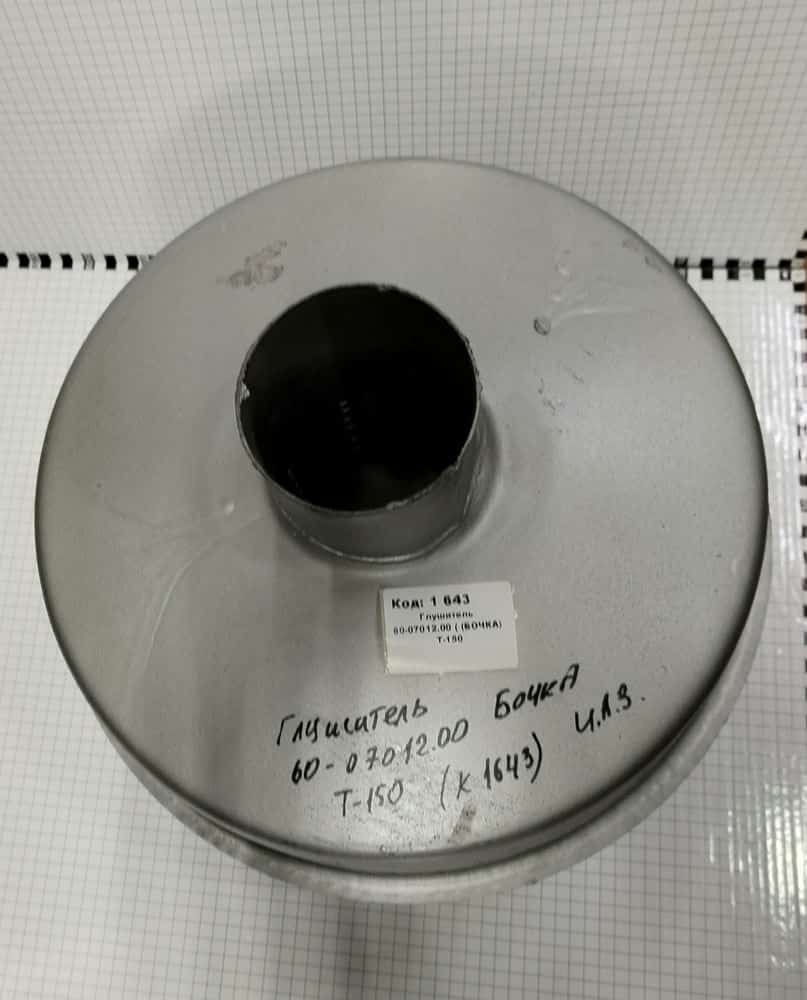 Код: 1 643
Глушитель
60-07012.00 ( (БОЧКА)
Т-150
Глушитель Бочка
60-07012.00 И.А.З.
Т-150 (К 1643)